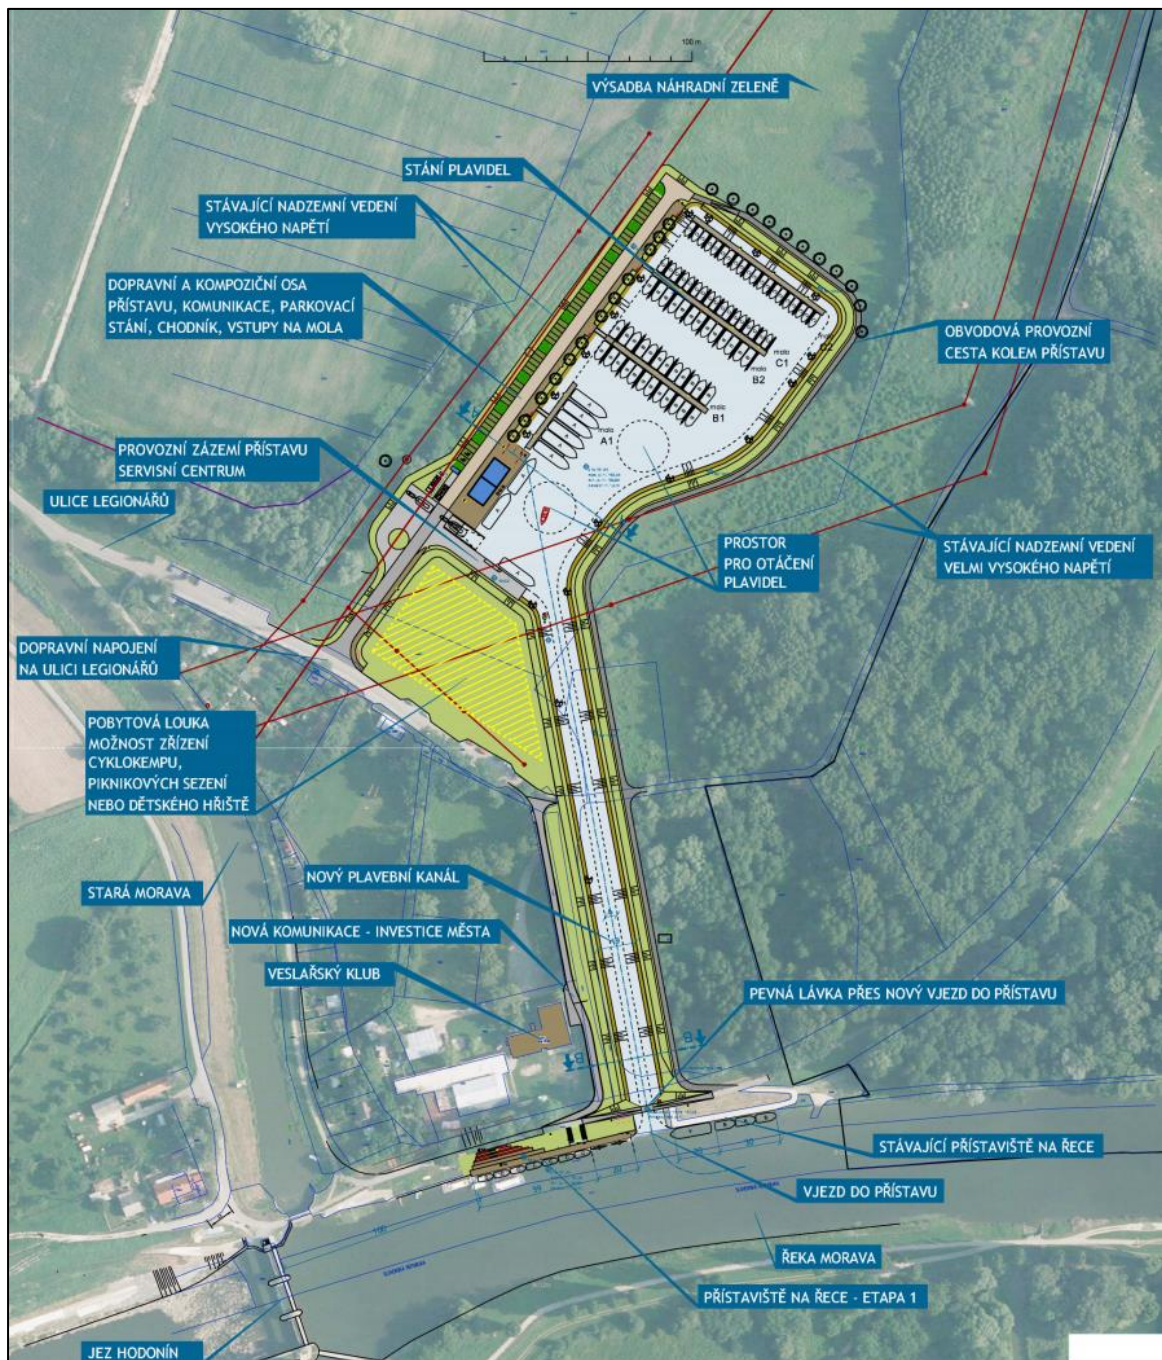 100 m
VÝSADBA NÁHRADNÍ ZELENĚ
STÁNÍ PLAVIDEL
STÁVAJÍCÍ NADZEMNÍ VEDENÍ
VYSOKÉHO NAPĚTÍ
DOPRAVNÍ A KOMPOZIČNÍ OSA
PŘÍSTAVU, KOMUNIKACE, PARKOVACÍ
STÁNÍ, CHODNÍK, VSTUPY NA MOLA
OBVODOVÁ PROVOZNÍ
CESTA KOLEM PŘÍSTAVU
molo
C1
molo
B2
molo
B1
molo
A1
PROVOZNÍ ZÁZEMÍ PŘÍSTAVU
SERVISNÍ CENTRUM
ULICE LEGIONÁŘŮ
PROSTOR
PRO OTÁČENÍ
PLAVIDEL
STÁVAJÍCÍ NADZEMNÍ VEDENÍ
VELMI VYSOKÉHO NAPĚTÍ
DOPRAVNÍ NAPOJENÍ
NA ULICI LEGIONÁŘŮ
POBYTOVÁ LOUKA
MOŽNOST ZŘÍZENÍ
CYKLOKEMPU,
PIKNIKOVÝCH SEZENÍ
NEBO DĚTSKÉHO HŘIŠTĚ
STARÁ MORAVA
NOVÝ PLAVEBNÍ KANÁL
NOVÁ KOMUNIKACE - INVESTICE MĚSTA
VESLAŘSKÝ KLUB
PEVNÁ LÁVKA PŘES NOVÝ VJEZD DO PŘÍSTAVU
B
B
STÁVAJÍCÍ PŘÍSTAVIŠTĚ NA ŘECE
VJEZD DO PŘÍSTAVU
ŘEKA MORAVA
PŘÍSTAVIŠTĚ NA ŘECE - ETAPA 1
JEZ HODONÍN